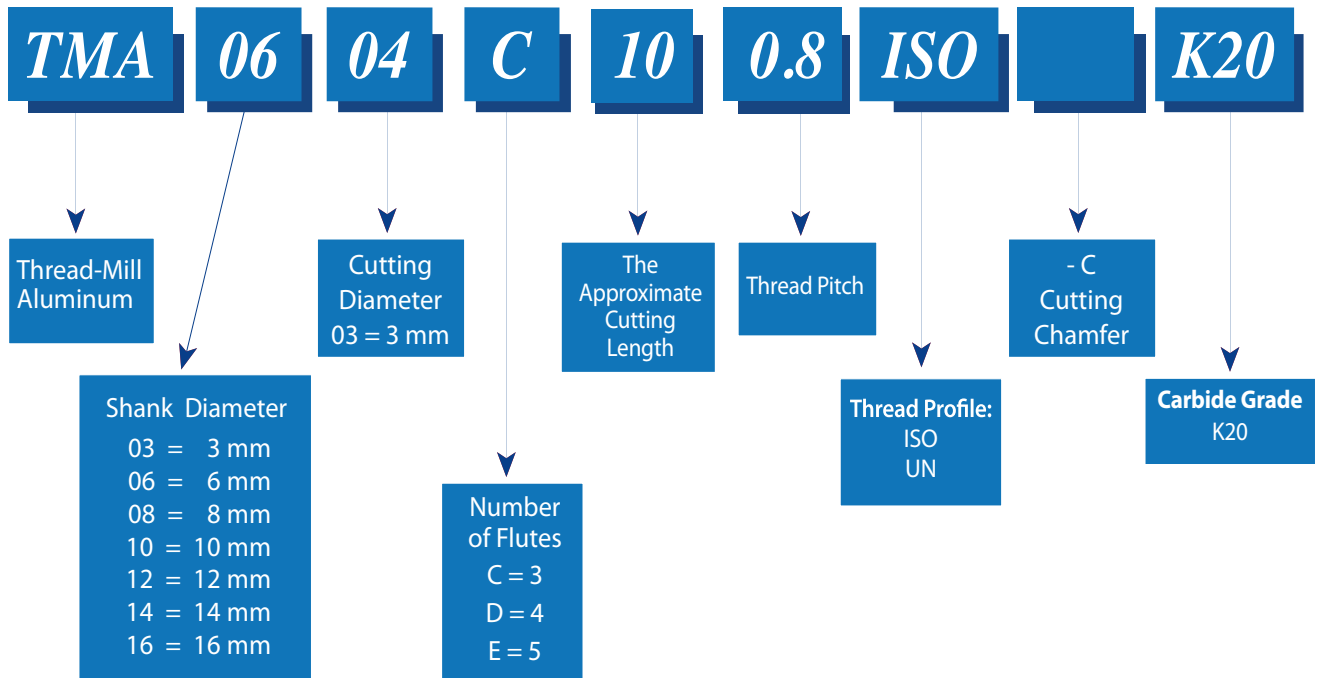 TMA 06 04 C 10 0.8 ISO K20
Thread-Mill
Aluminum
Shank Diameter
03 = 3 mm
06 = 6 mm
08 = 8 mm
10 = 10 mm
12 = 12 mm
14 = 14 mm
16 = 16 mm
Cutting
Diameter
03 = 3 mm
Number
of Flutes
C = 3
D = 4
E = 5
The
Approximate
Cutting
Length
Thread Pitch
Thread Profile:
ISO
UN
- C
Cutting
Chamfer
Carbide Grade
K20